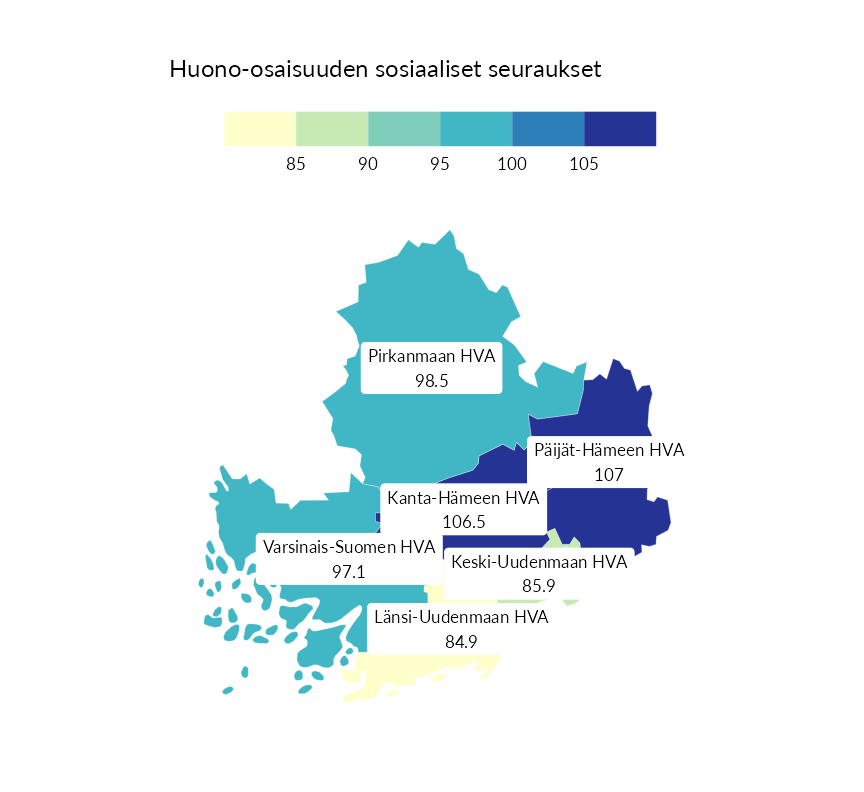 Huono-osaisuuden sosiaaliset seuraukset
85 90 95 100 105
Pirkanmaan HVA
98.5
Päijät-Hämeen HVA
107
Kanta-Hämeen HVA
106.5
Varsinais-Suomen HVA
97.1
Keski-Uudenmaan HVA
85.9
Länsi-Uudenmaan HVA
84.9